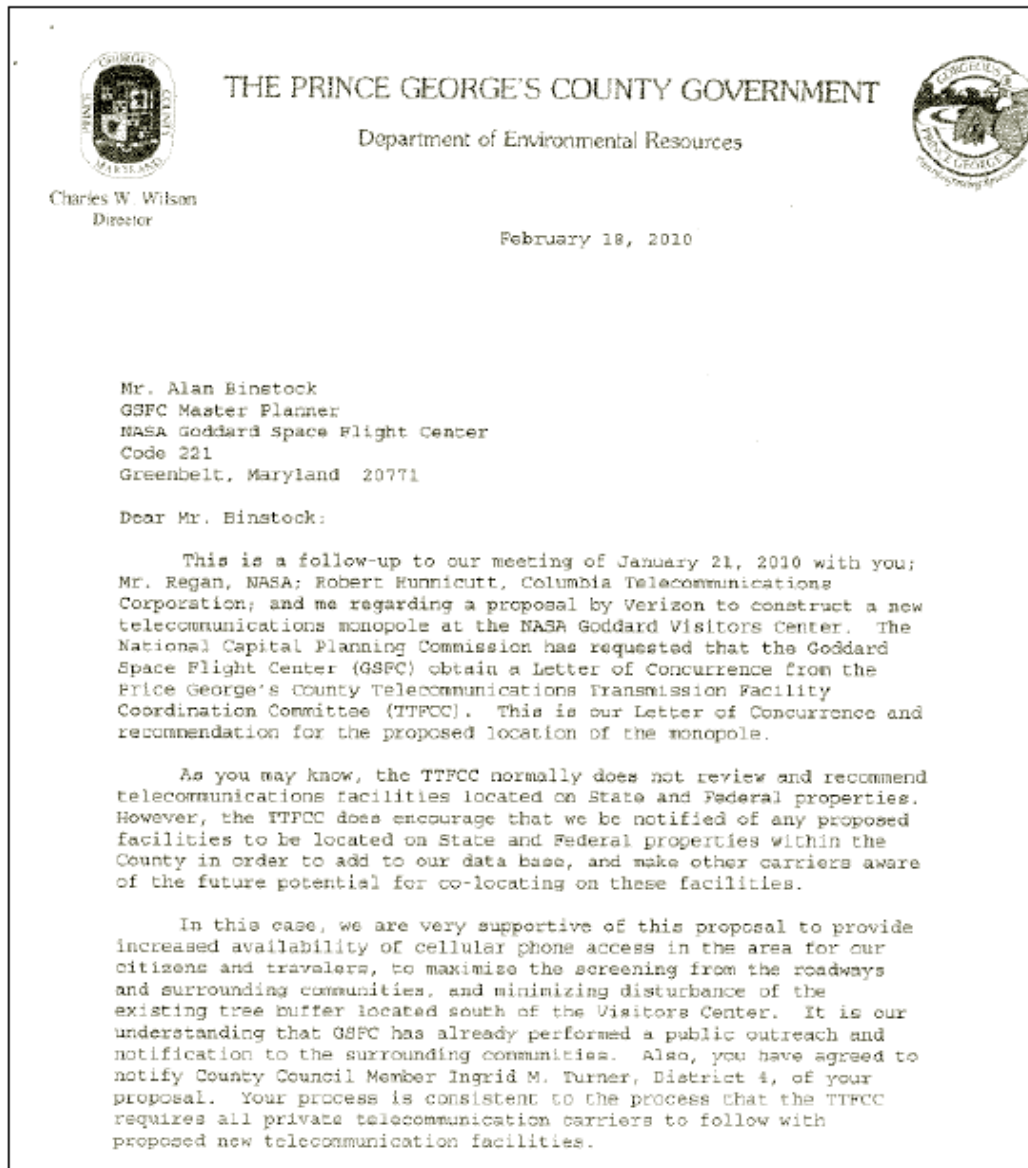 GEORGE'S
PRINCE
COUNTY
MARYLAND
THE PRINCE GEORGE'S COUNTY GOVERNMENT
Department of Environmental Resources
GORGEOUS
PRINCE GEORGE'S
Charles W. Wilson
Director
February 18, 2010
Mr. Alan Binstock
GSFC Master Planner
NASA Goddard Space Flight Center
Code 221
Greenbelt, Maryland 20771
Dear Mr. Binstock:
This is a follow-up to our meeting of January 21, 2010 with you;
Mr. Regan, NASA; Robert Hunnicutt, Columbia Telecommunications
Corporation; and me regarding a proposal by Verizon to construct a new
telecommunications monopole at the NASA Goddard Visitors Center. The
National Capital Planning Commission has requested that the Goddard
Space Flight Center (GSFC) obtain a Letter of Concurrence from the
Price George's County Telecommunications Transmission Facility
Coordination Committee (TTFCC). This is our Letter of Concurrence and
recommendation for the proposed location of the monopole.
As you may know, the TTFCC normally does not review and recommend
telecommunications facilities located on State and Federal properties.
However, the TTFCC does encourage that we be notified of any proposed
facilities to be located on State and Federal properties within the
County in order to add to our data base, and make other carriers aware
of the future potential for co-locating on these facilities.
In this case, we are very supportive of this proposal to provide
increased availability of cellular phone access in the area for our
citizens and travelers, to maximize the screening from the roadways
and surrounding communities, and minimizing disturbance of the
existing tree buffer located south of the Visitors Center. It is our
understanding that GSFC has already performed a public outreach and
notification to the surrounding communities. Also, you have agreed to
notify County Council Member Ingrid M. Turner, District 4, of your
proposal. Your process is consistent to the process that the TTFCC
requires all private telecommunication carriers to follow with
proposed new telecommunication facilities.